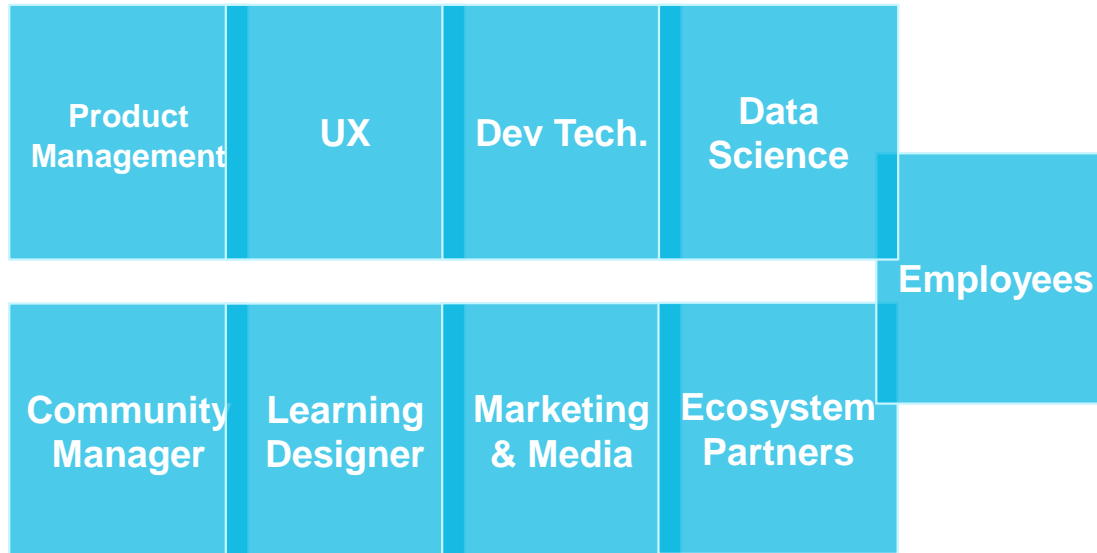 Product
Management
UX
Dev Tech.
Data
Science
Employees
Community
Manager
Learning
Designer
Marketing
& Media
Ecosystem
Partners